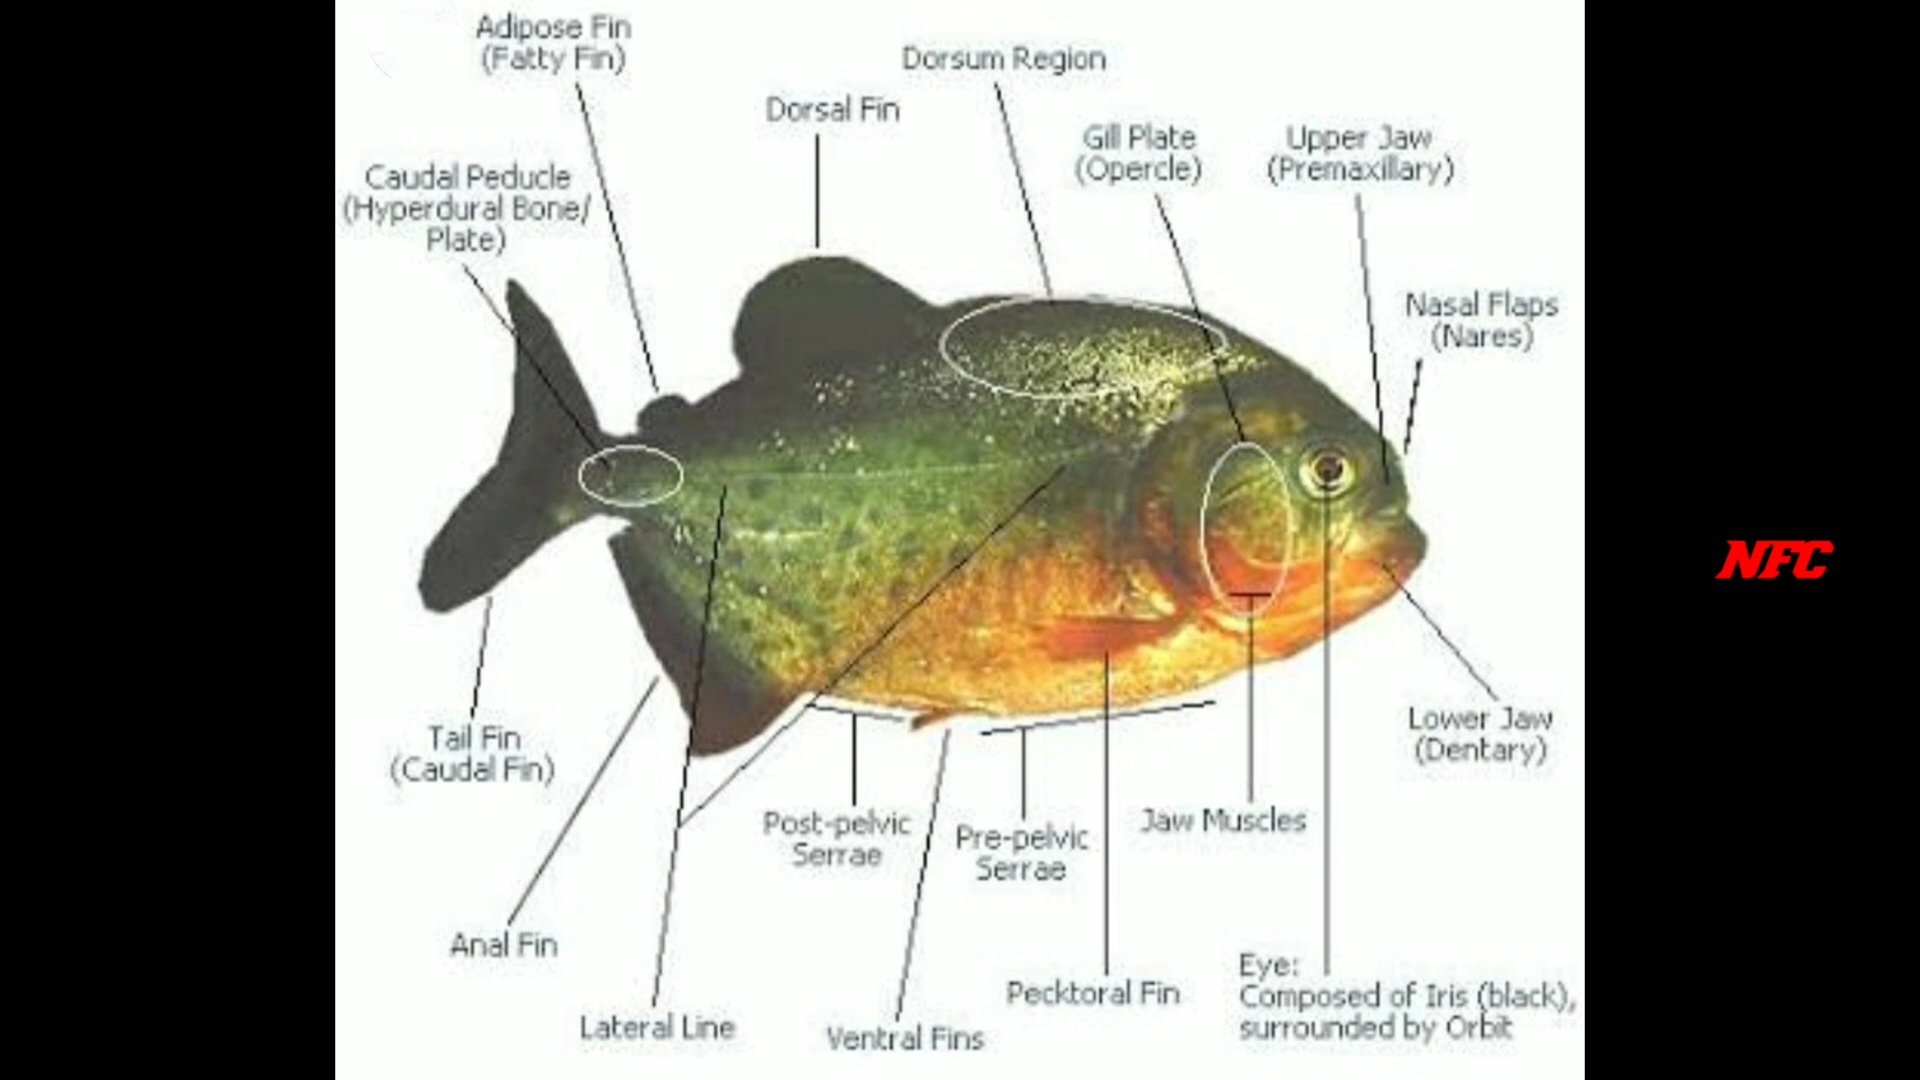 Adipose Fin
(Fatty Fin)
Dorsum Region
Dorsal Fin
Gill Plate
(Opercle)
Upper Jaw
(Premaxillary)
Caudal Peducle
(Hyperdural Bone/
Plate)
Nasal Flaps
(Nares)
NFC
Tail Fin
(Caudal Fin)
Lower Jaw
(Dentary)
Post-pelvic
Serrae
Pre-pelvic
Serrae
Jaw Muscles
Anal Fin
Pecktoral Fin
Eye:
Composed of Iris (black),
surrounded by Orbit
Lateral Line
Ventral Fins